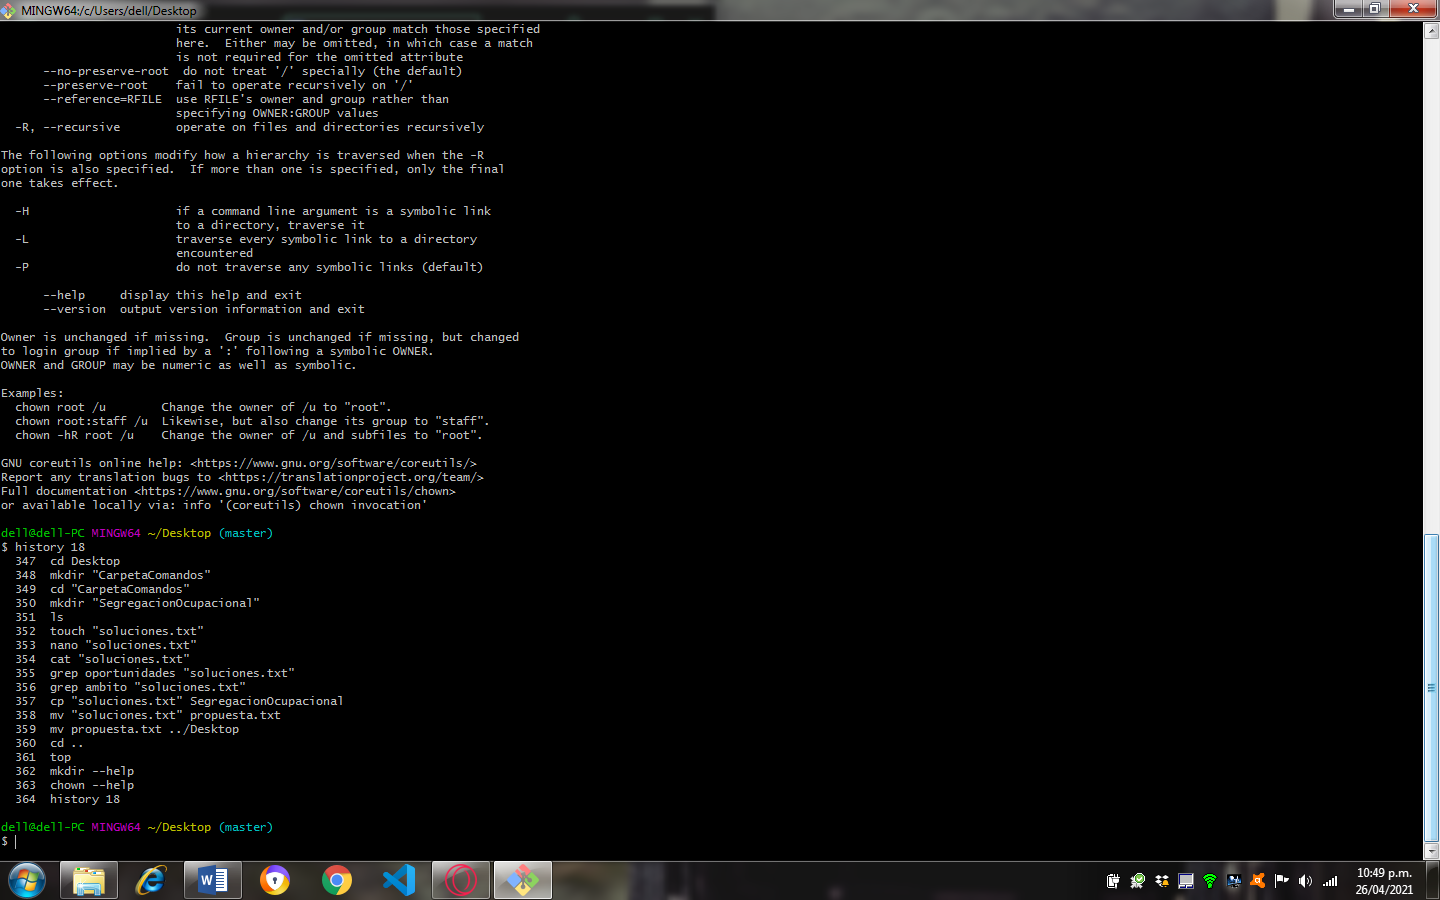 MINGW64:/c/Users/dell/Desktop
its current owner and/or group match those specified
here.  Either may be omitted, in which case a match
is not required for the omitted attribute
--no-preserve-root  do not treat '/' specially (the default)
--preserve-root    fail to operate recursively on '/'
--reference=RFILE  use RFILE's owner and group rather than
specifying OWNER:GROUP values
-R, --recursive        operate on files and directories recursively
The following options modify how a hierarchy is traversed when the -R
option is also specified.  If more than one is specified, only the final
one takes effect.
-H                     if a command line argument is a symbolic link
to a directory, traverse it
-L                     traverse every symbolic link to a directory
encountered
-P                     do not traverse any symbolic links (default)
--help     display this help and exit
--version  output version information and exit
Owner is unchanged if missing.  Group is unchanged if missing, but changed
to login group if implied by a ':' following a symbolic OWNER.
OWNER and GROUP may be numeric as well as symbolic.
Examples:
chown root /u        Change the owner of /u to "root".
chown root:staff /u  Likewise, but also change its group to "staff".
chown -hR root /u    Change the owner of /u and subfiles to "root".
GNU coreutils online help: <https://www.gnu.org/software/coreutils/>
Report any translation bugs to <https://translationproject.org/team/>
Full documentation <https://www.gnu.org/software/coreutils/chown>
or available locally via: info '(coreutils) chown invocation'
dell@dell-PC MINGW64 ~/Desktop (master)
$ history 18
347  cd Desktop
348  mkdir "CarpetaComandos"
349  cd "CarpetaComandos"
350  mkdir "SegregacionOcupacional"
351  ls
352  touch "soluciones.txt"
353  nano "soluciones.txt"
354  cat "soluciones.txt"
355  grep oportunidades "soluciones.txt"
356  grep ambito "soluciones.txt"
357  cp "soluciones.txt" SegregacionOcupacional
358  mv "soluciones.txt" propuesta.txt
359  mv propuesta.txt ../Desktop
360  cd ..
361  top
362  mkdir --help
363  chown --help
364  history 18
dell@dell-PC MINGW64 ~/Desktop (master)
$
10:49 p.m.
26/04/2021